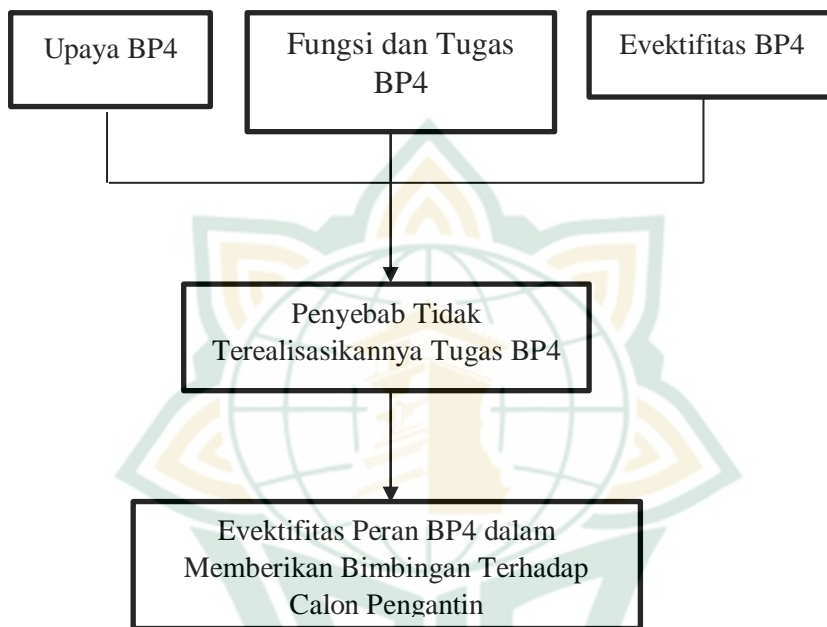 Upaya BP4
Fungsi dan Tugas
BP4
Evektifitas BP4
Penyebab Tidak
Terealisasikannya Tugas BP4
Evektifitas Peran BP4 dalam
Memberikan Bimbingan Terhadap
Calon Pengantin